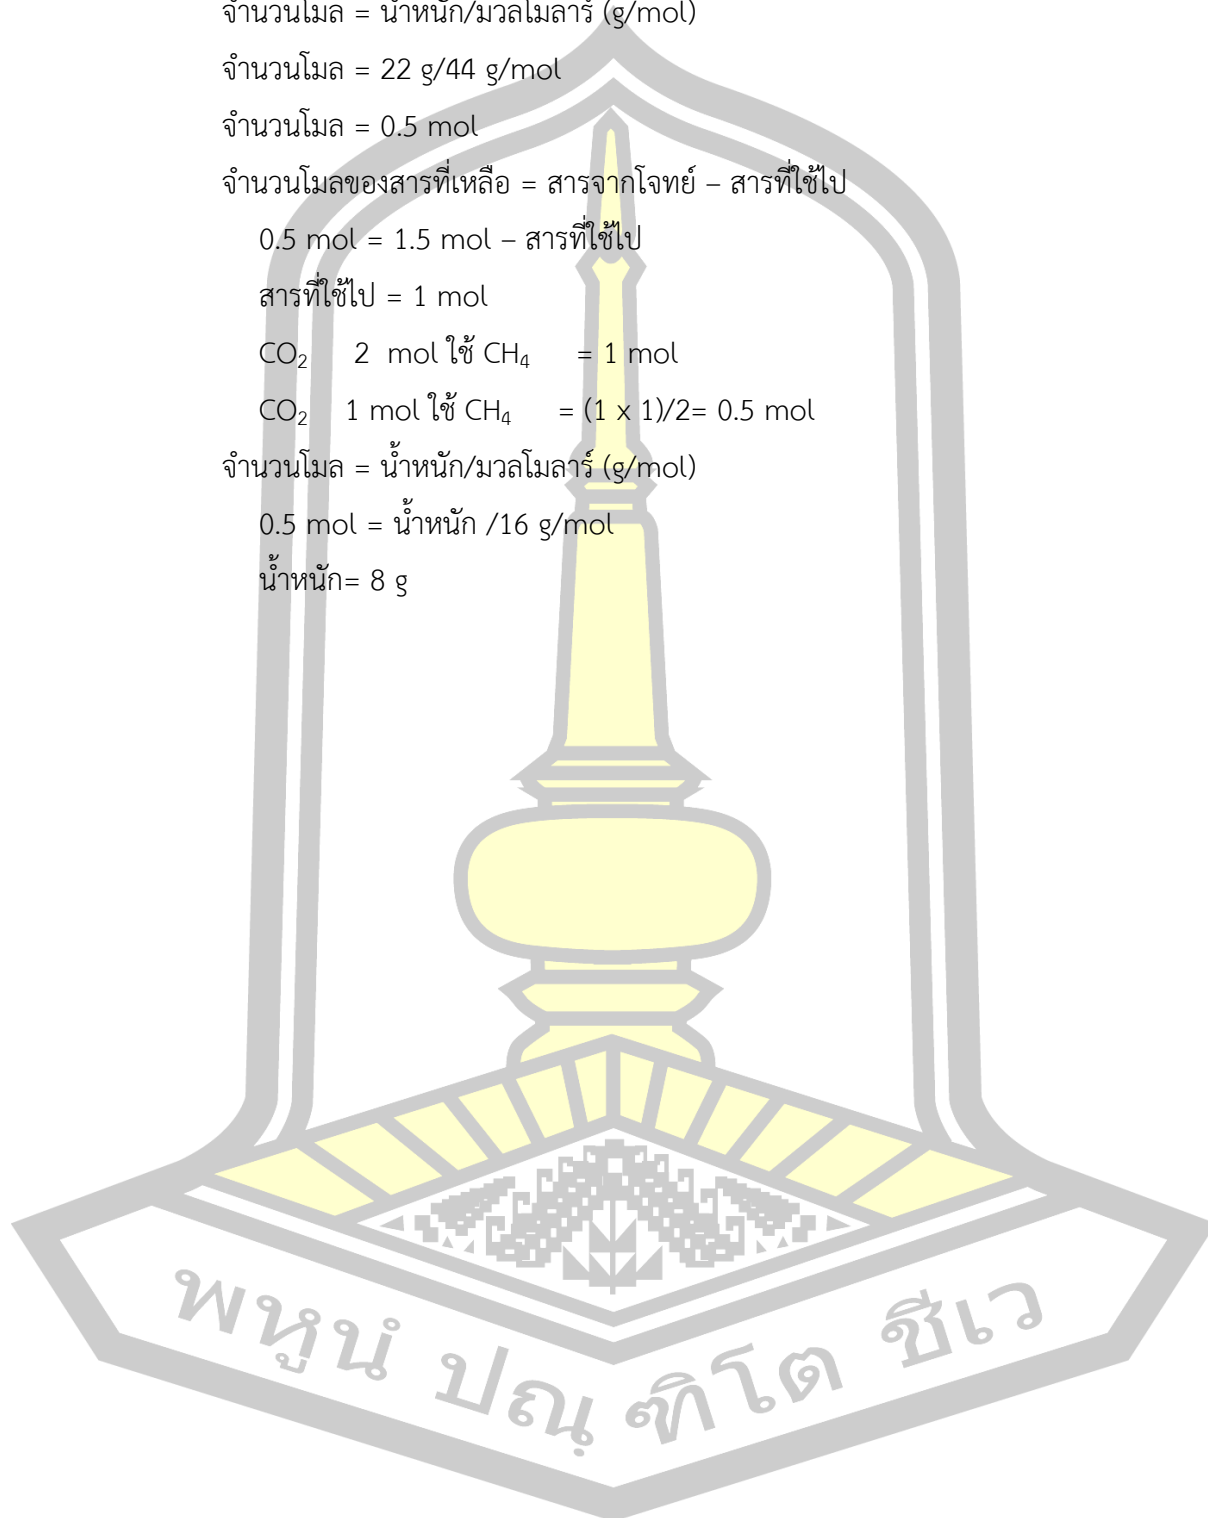 จำนวนโมล = น้ำหนัก/มวลโมลาร์ (g/mol)
จำนวนโมล = 22 g/44 g/mol
จำนวนโมล = 0.5 mol
จำนวนโมลของสารที่เหลือ = สารจากโจทย์ – สารที่ใช้ไป
0.5 mol = 1.5 mol – สารที่ใช้ไป
สารที่ใช้ไป = 1 mol
CO₂ 2 mol ใช้ CH₄ = 1 mol
CO₂ 1 mol ใช้ CH₄ = (1 x 1)/2= 0.5 mol
จำนวนโมล = น้ำหนัก/มวลโมลาร์ (g/mol)
0.5 mol = น้ำหนัก /16 g/mol
น้ำหนัก= 8 g
พหูนํ ปณฺ ฑิโต ชีเว